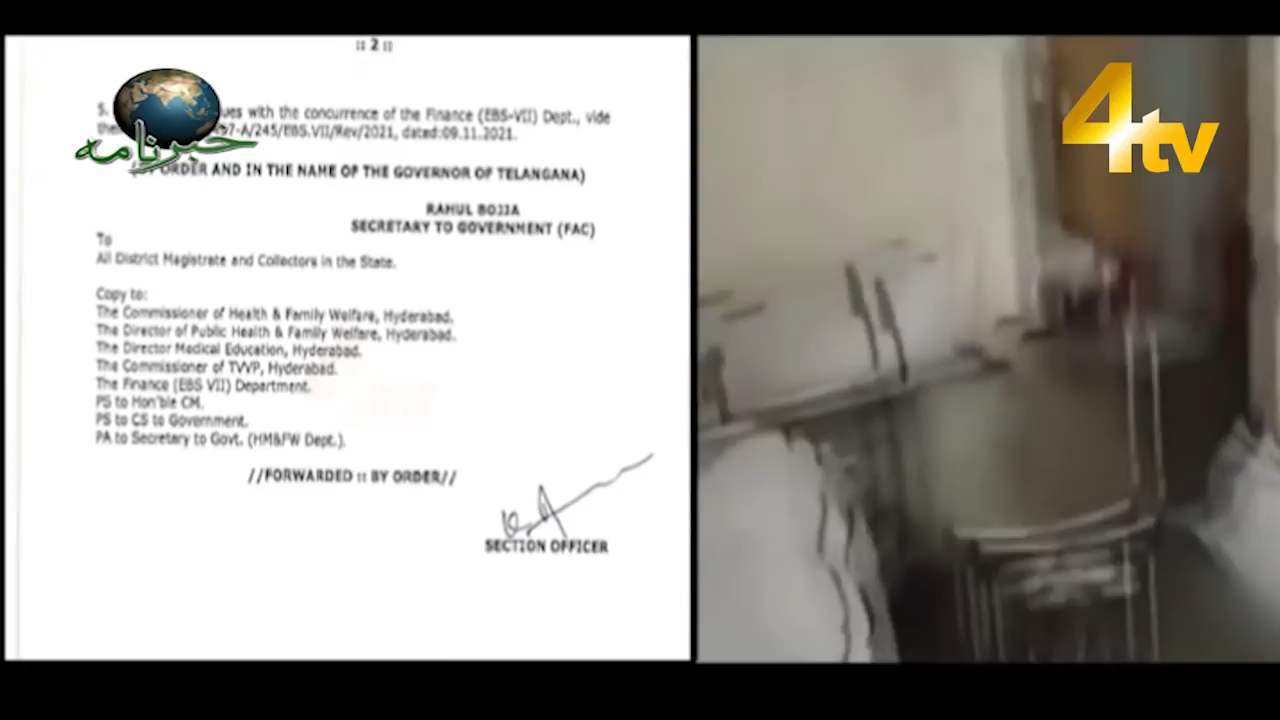 :: 2 ::
5. ues with the concurrence of the Finance (EBS-VII) Dept., vide
7-A/245/EBS.VII/Rev/2021, dated:09.11.2021.
ORDER AND IN THE NAME OF THE GOVERNOR OF TELANGANA)
RAHUL BOJJA
SECRETARY TO GOVERNMENT (FAC)
To
All District Magistrate and Collectors in the State.
Copy to:
The Commissioner of Health & Family Welfare, Hyderabad.
The Director of Public Health & Family Welfare, Hyderabad.
The Director Medical Education, Hyderabad.
The Commissioner of TVVP, Hyderabad.
The Finance (EBS VII) Department.
PS to Hon'ble CM.
PS to CS to Government.
PA to Secretary to Govt. (HM&FW Dept.).
//FORWARDED :: BY ORDER//
SECTION OFFICER
خبرنامہ
4tv
4tv